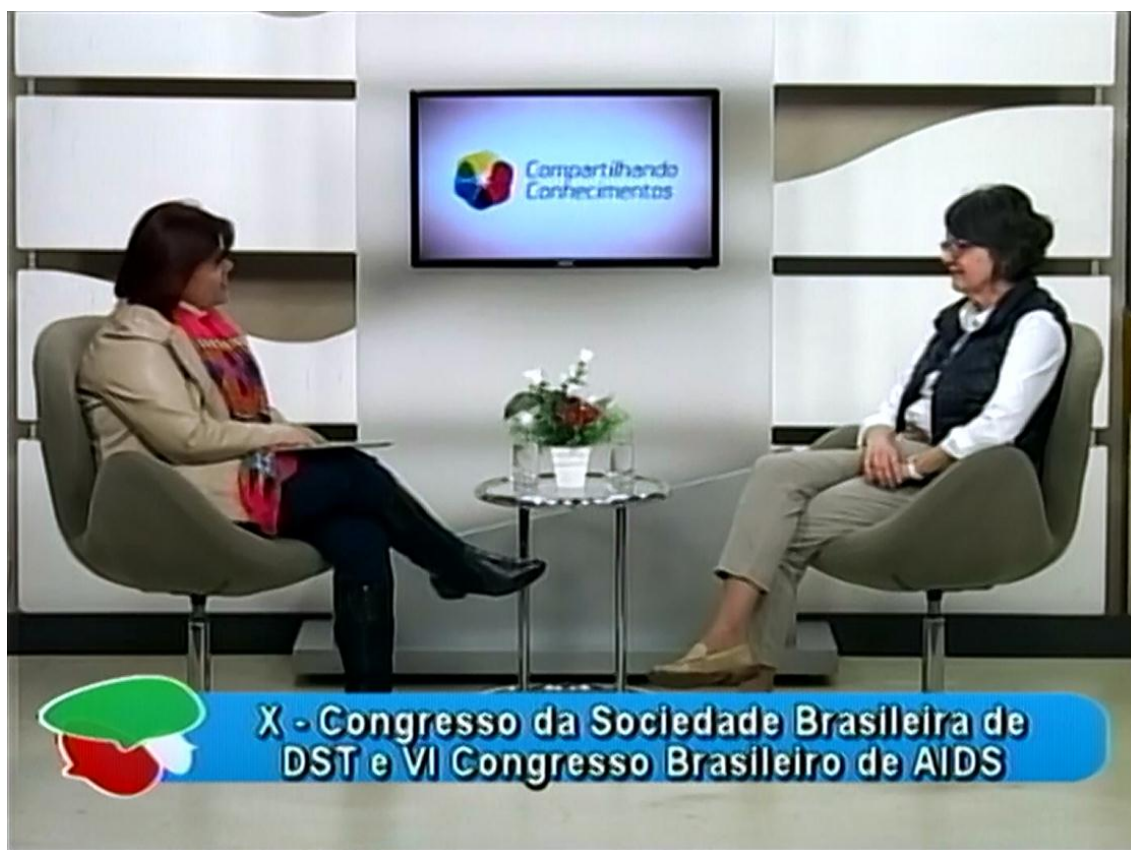 Compartilhando
Conhecimentos
X - Congresso da Sociedade Brasileira de
DST e VI Congresso Brasileiro de AIDS